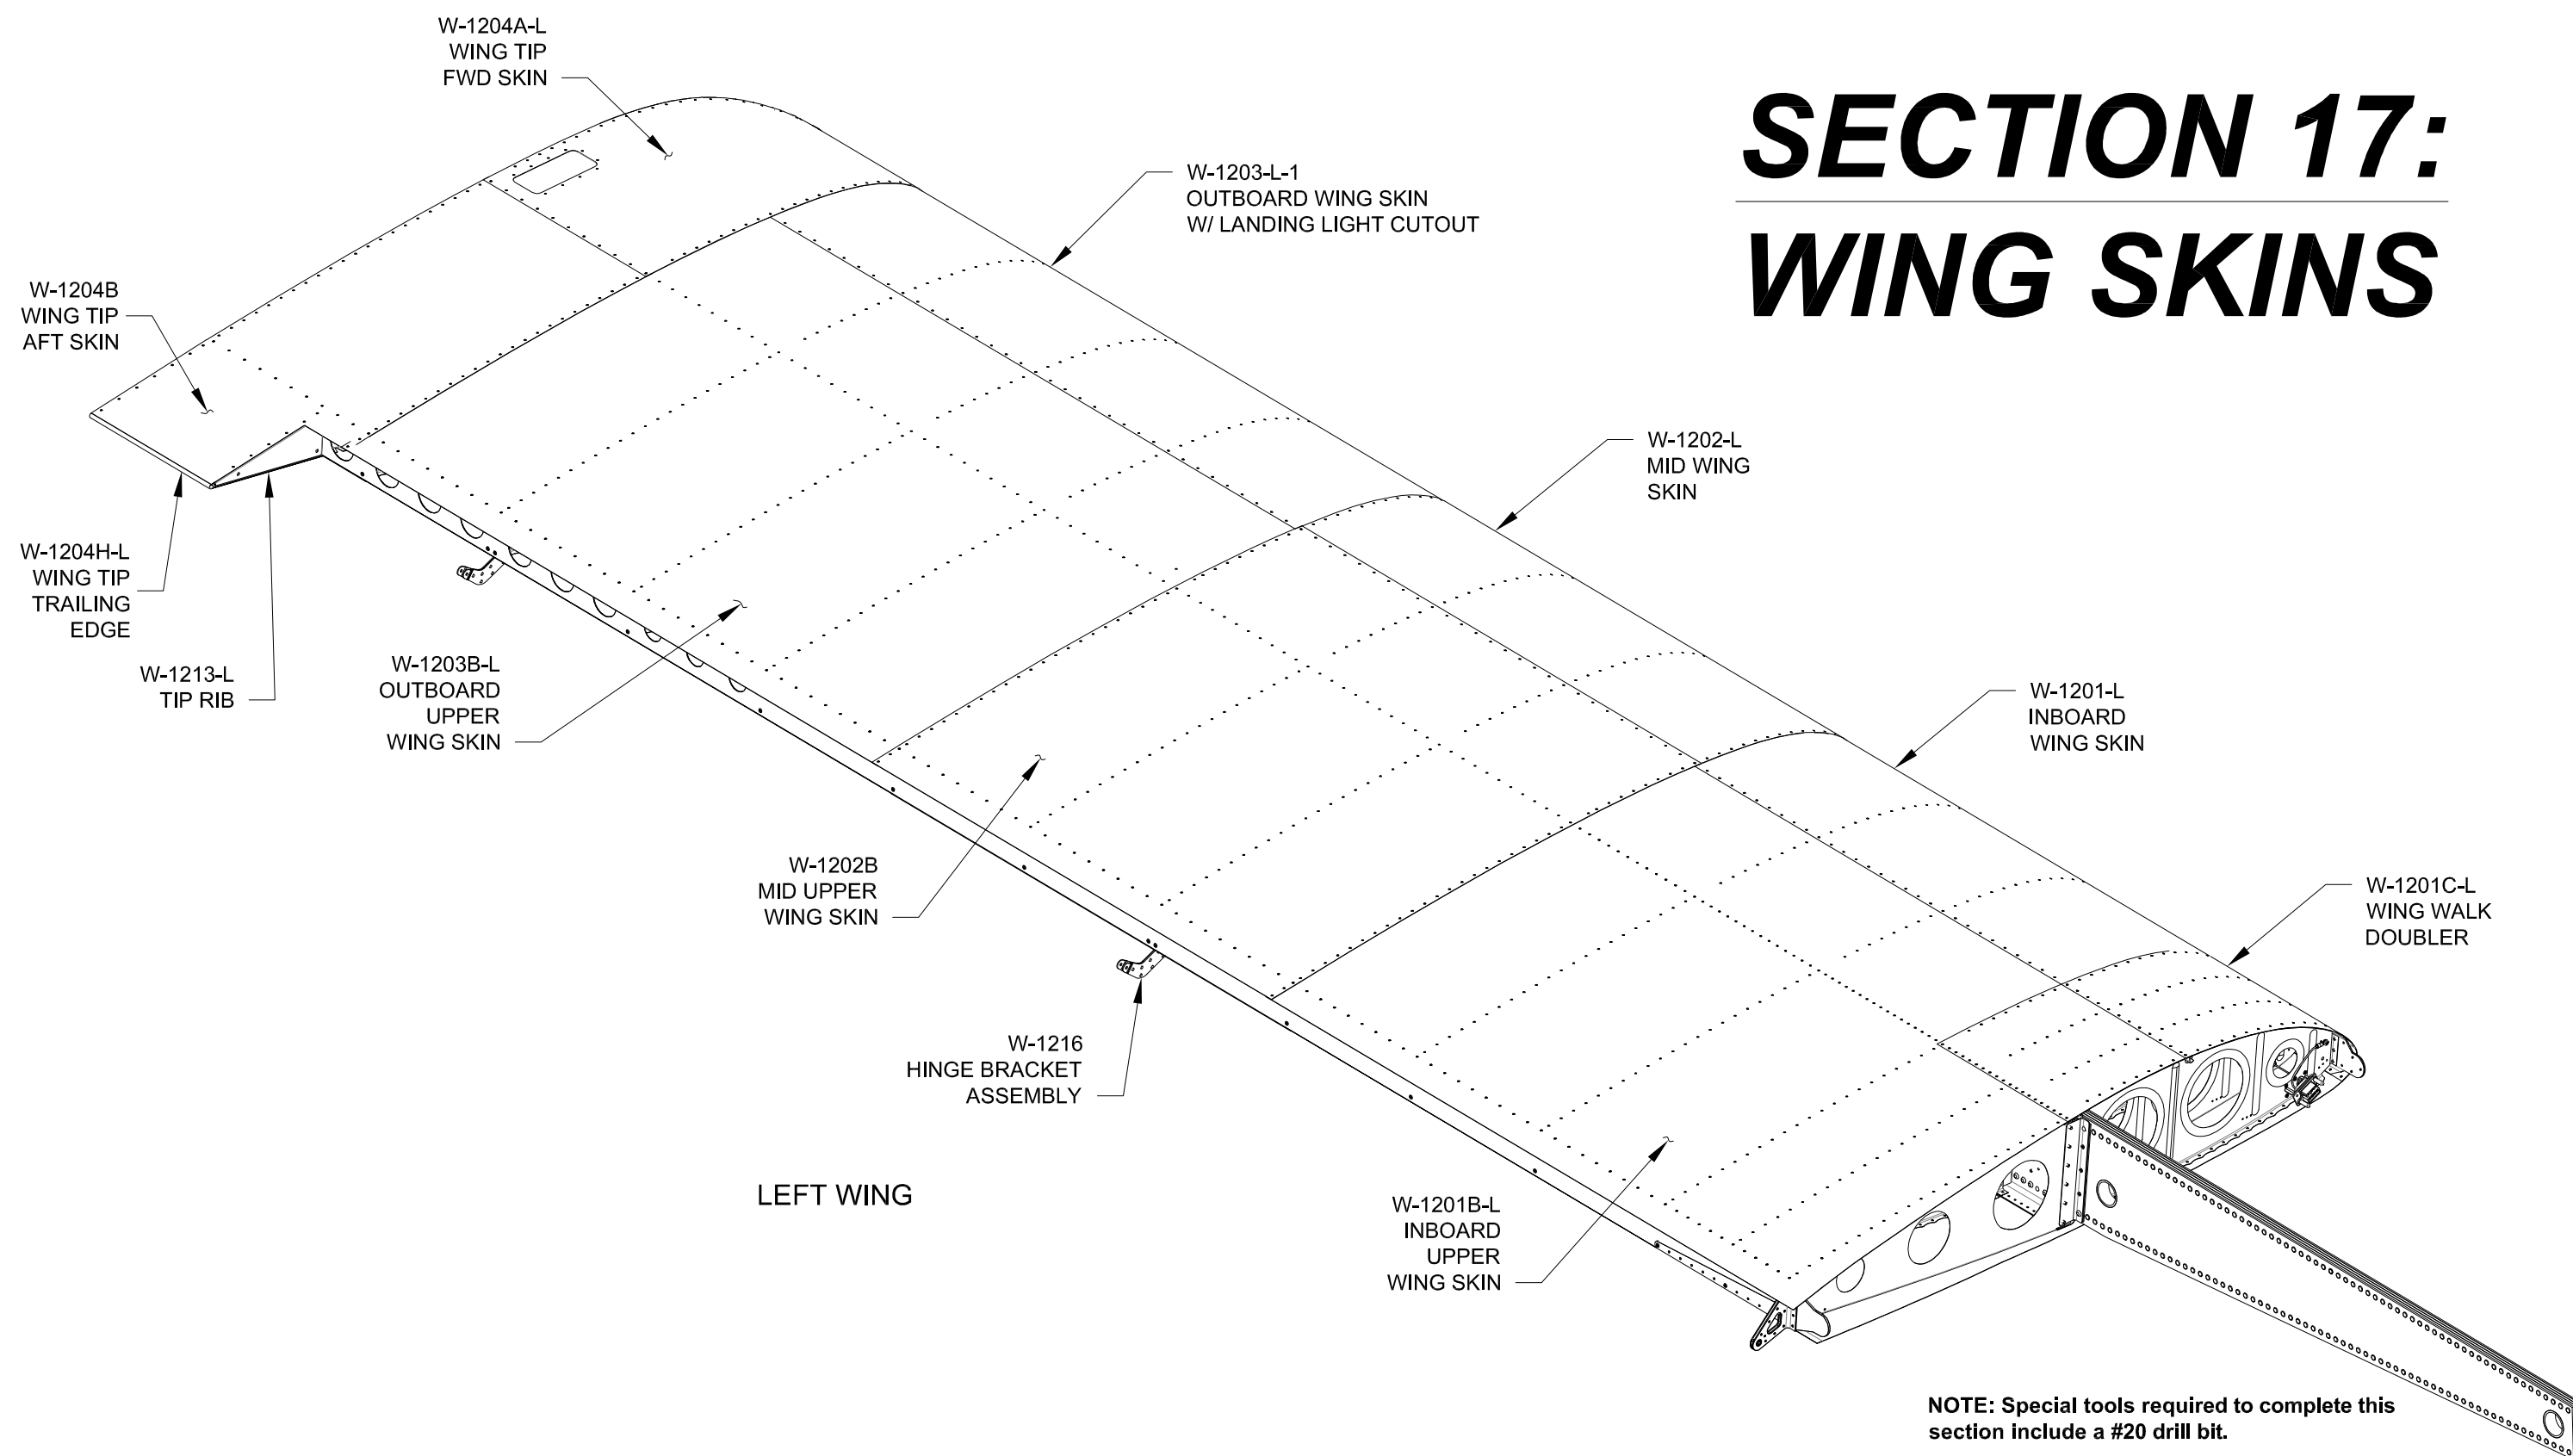 SECTION 17:
WING SKINS
W-1204A-L
WING TIP
FWD SKIN
W-1203-L-1
OUTBOARD WING SKIN
W/ LANDING LIGHT CUTOUT
W-1204B
WING TIP
AFT SKIN
W-1202-L
MID WING
SKIN
W-1204H-L
WING TIP
TRAILING
EDGE
W-1213-L
TIP RIB
W-1203B-L
OUTBOARD
UPPER
WING SKIN
W-1201-L
INBOARD
WING SKIN
W-1202B
MID UPPER
WING SKIN
W-1201C-L
WING WALK
DOUBLER
W-1216
HINGE BRACKET
ASSEMBLY
LEFT WING
W-1201B-L
INBOARD
UPPER
WING SKIN
NOTE: Special tools required to complete this
section include a #20 drill bit.